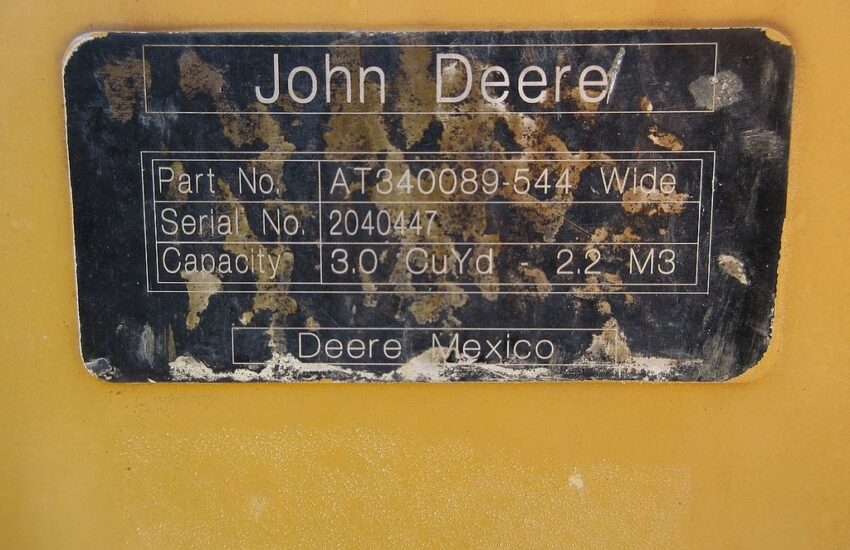 John Deere
Part No. AT340089-544 Wide
Serial No. 2040447
Capacity 3.0 CuYd - 2.2 M3
Deere Mexico